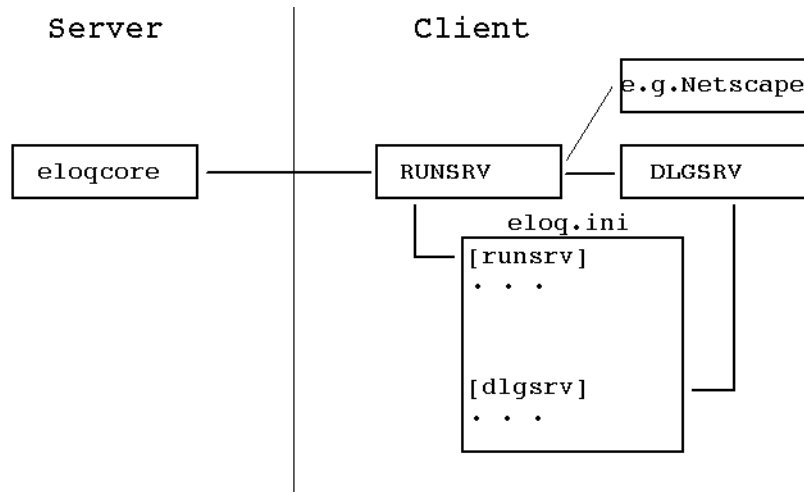 Server
Client
e.g.Netscape
eloqcore
RUNSRV
DLGSRV
eloq.ini
[runsrv]
. . .
[dlgsrv]
. . .